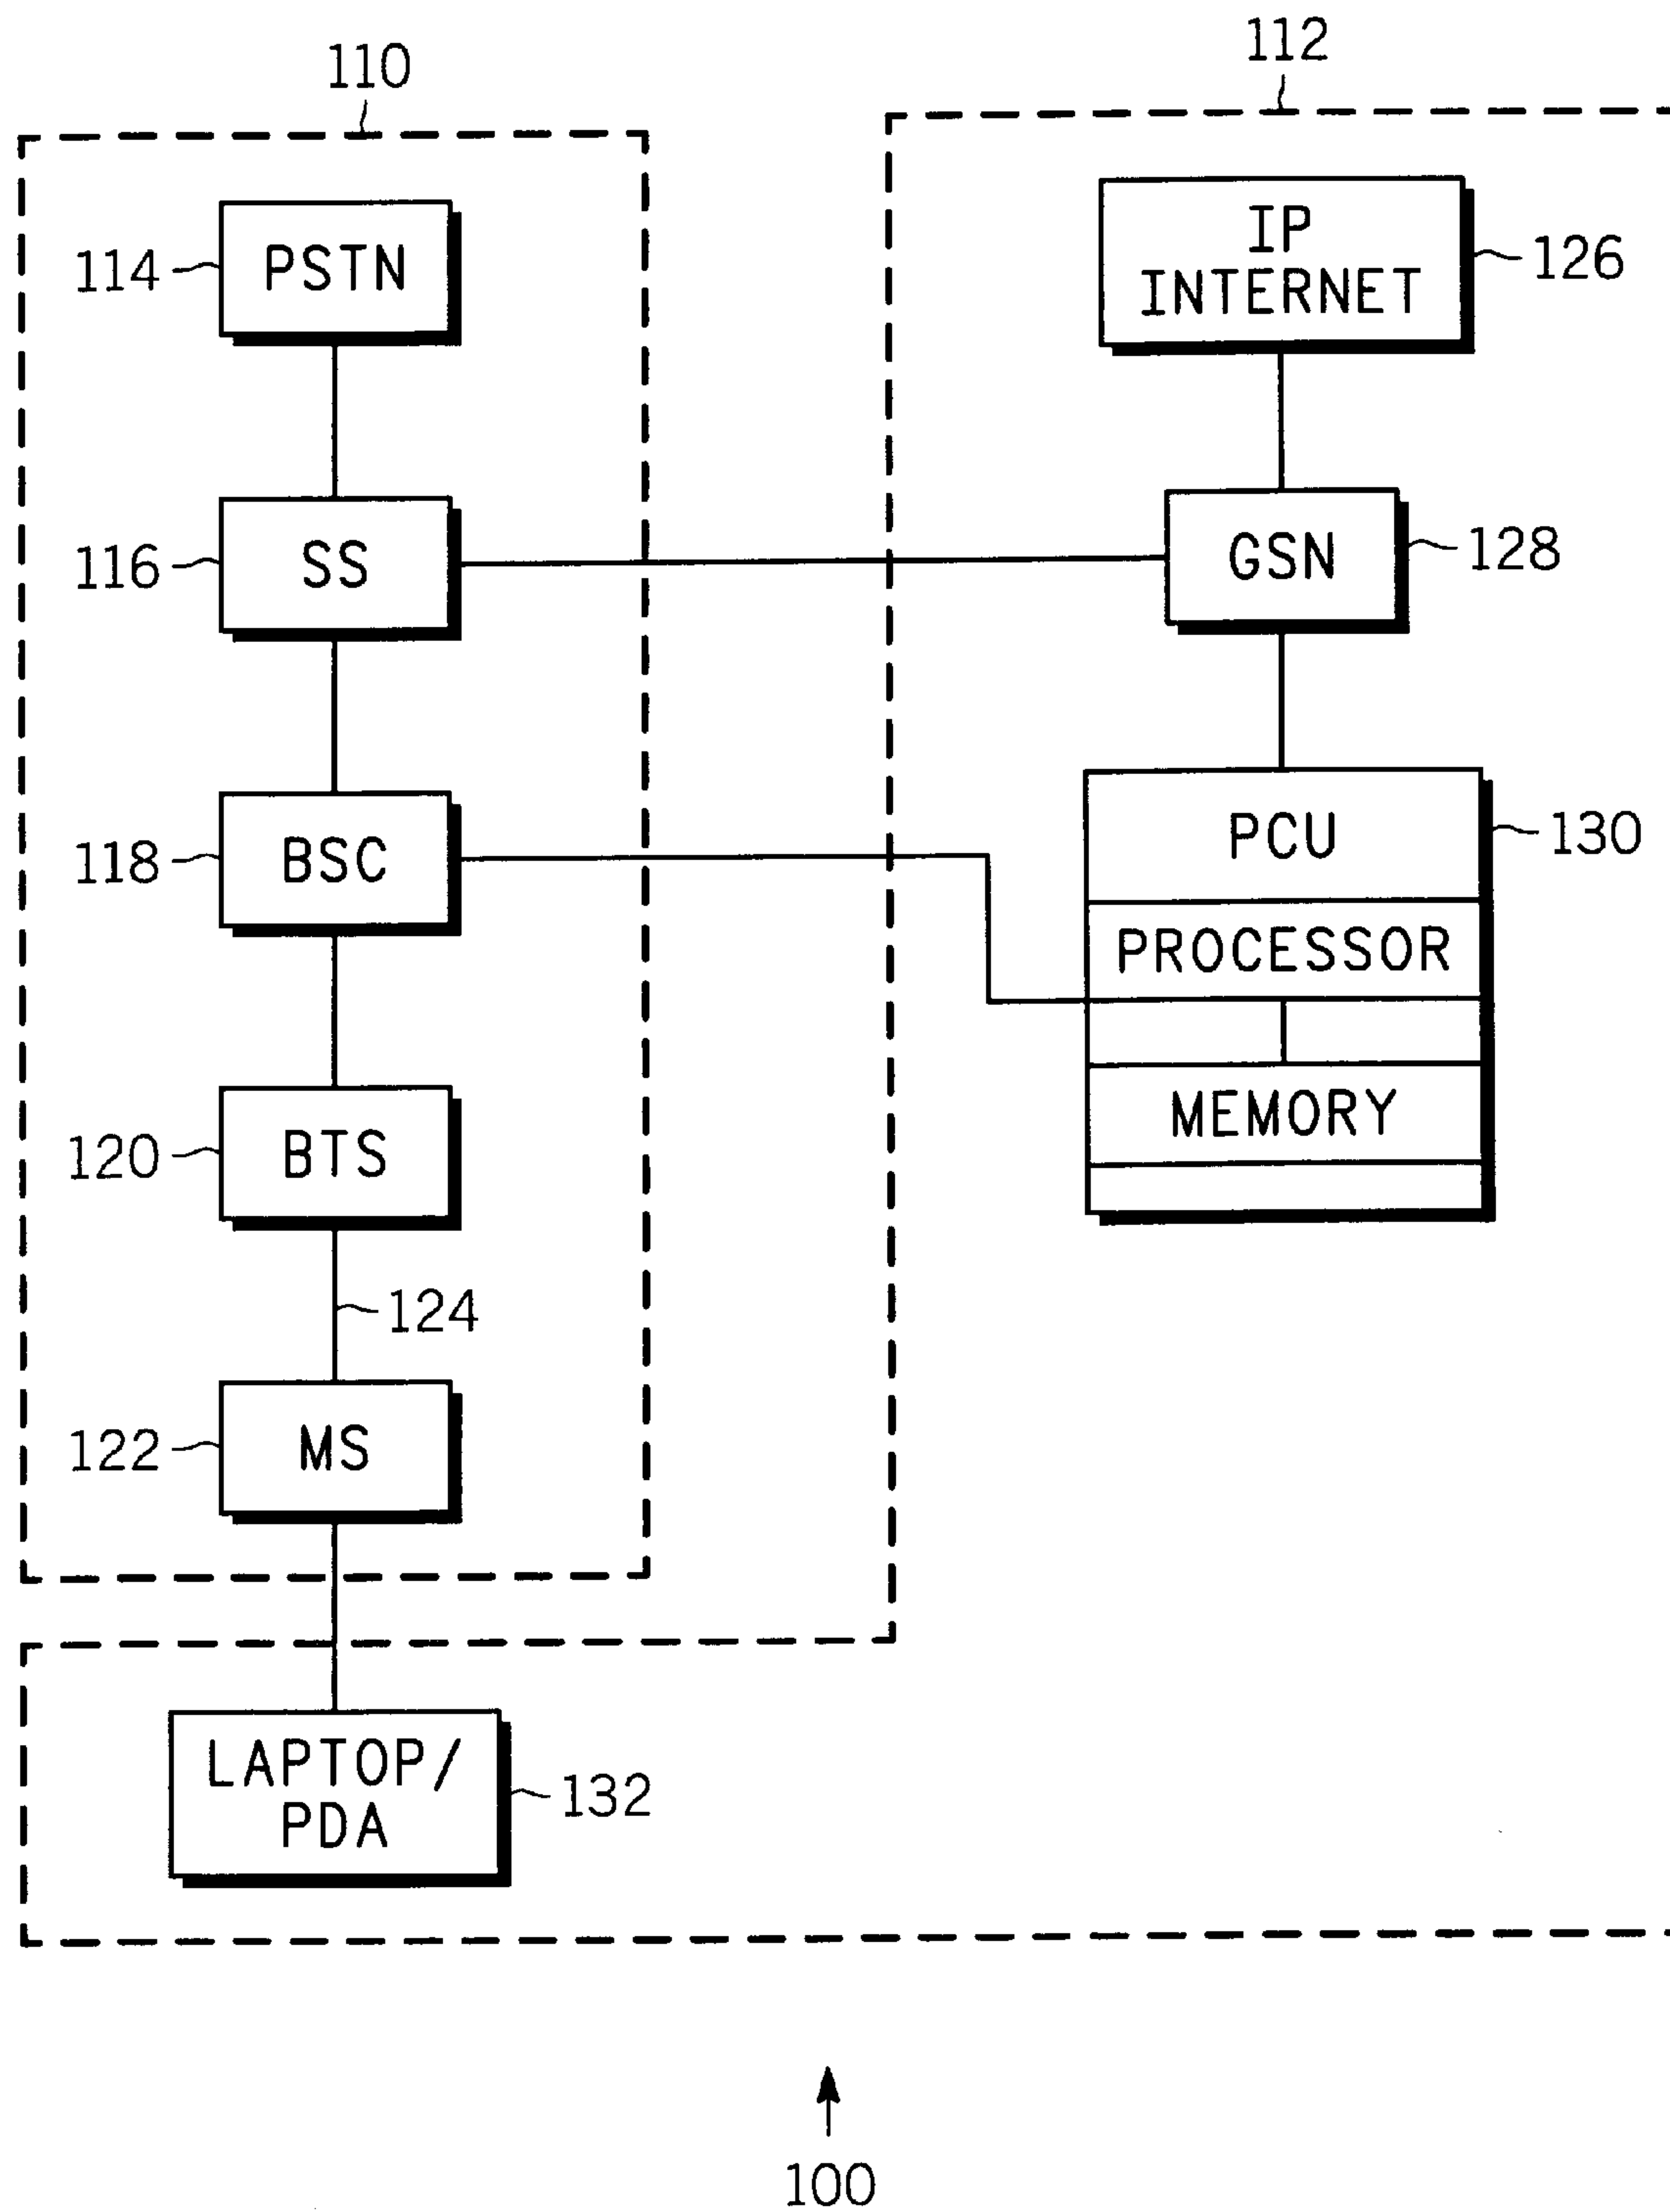 110
112
PSTN
114
IP
INTERNET
126
SS
116
GSN
128
BSC
118
PCU
130
PROCESSOR
MEMORY
BTS
120
124
MS
122
LAPTOP/
PDA
132
100